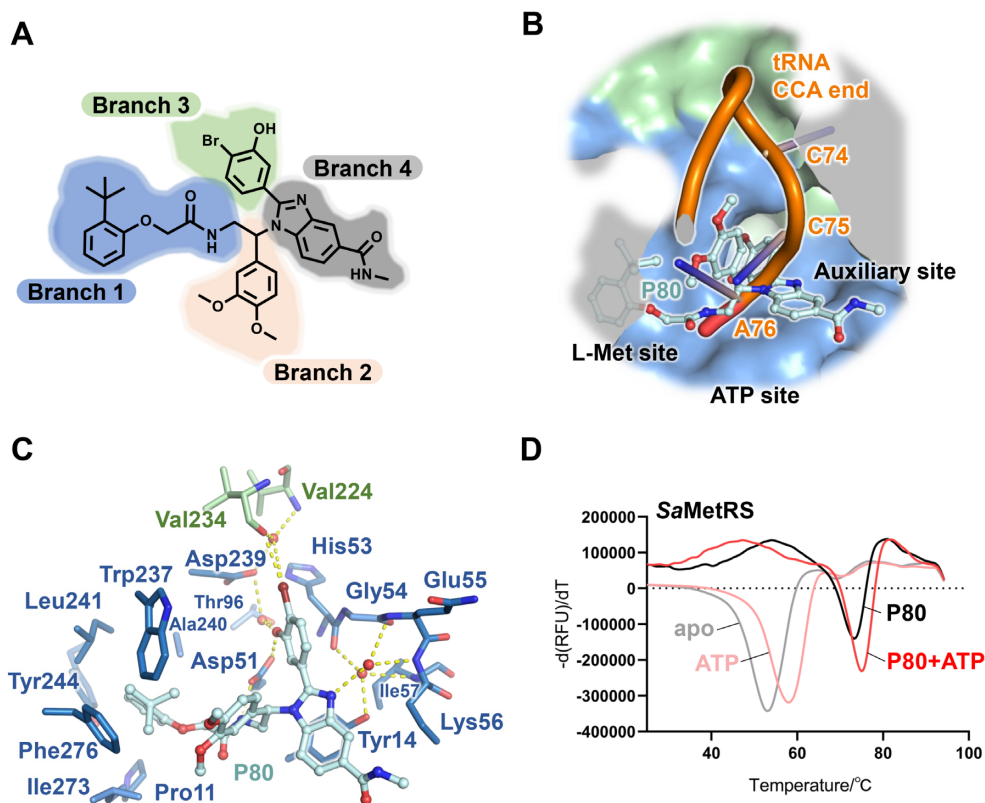 A
Branch 3
OH
Br
Branch 4
O
O
N
H
N
N
O
HN
O
O
Branch 1
Branch 2
B
tRNA
CCA end
C74
C75
Auxiliary site
P80
A76
L-Met site
ATP site
C
Val224
Val234
His53
Asp239
Glu55
Gly54
Trp237
Thr96
Leu241
Ala240
Asp51
Ile57
Tyr244
Lys56
Tyr14
Phe276
P80
Ile273
Pro11
D
SaMetRS
200000
100000
0
-100000
-200000
-300000
-400000
-d(RFU)/dT
apo
ATP
P80
P80+ATP
40
60
80
100
Temperature/°C